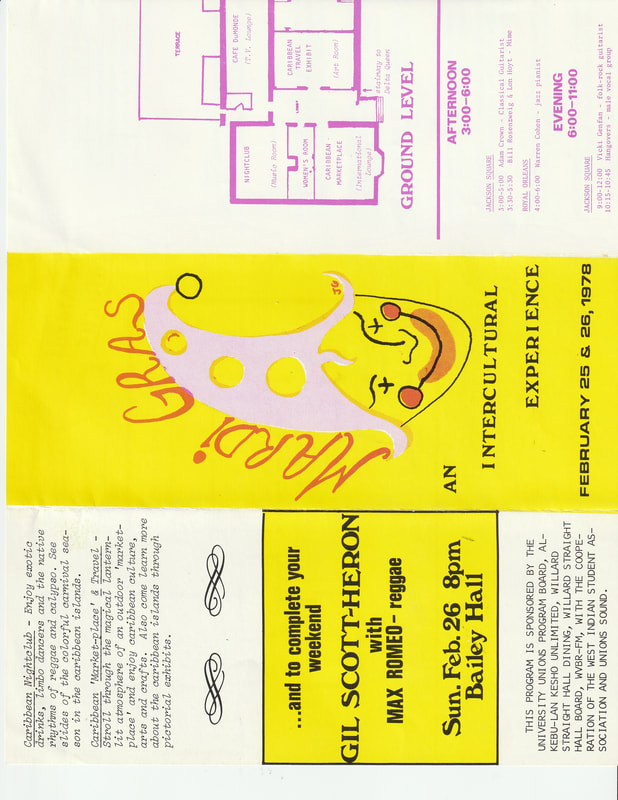 Caribbean Nightclub - Enjoy exotic
drinks, limbo dancers and the native
rhythms of reggae and calypso. See
slides of the colorful carnival sea-
son in the caribbean islands.
Caribbean 'Market-place' & Travel -
Stroll through the magical lantern-
lit atmosphere of an outdoor 'market-
place' and enjoy caribbean culture,
arts and crafts. Also come learn more
about the caribbean islands through
pictorial exhibites.
...and to complete your
weekend
GIL SCOTT-HERON
with
MAX ROMEO - reggae
Sun. Feb. 26 8pm
Bailey Hall
THIS PROGRAM IS SPONSORED BY THE
UNIVERSITY UNIONS PROGRAM BOARD, AL-
KEBU-LAN KESHO UNLIMITED, WILLARD
STRAIGHT HALL DINING, WILLARD STRAIGHT
HALL BOARD, WVBR-FM, WITH THE COOPE-
RATION OF THE WEST INDIAN STUDENT AS-
SOCIATION AND UNIONS SOUND.
MARDI GRAS
JG
AN
INTERCULTURAL
EXPERIENCE
FEBRUARY 25 & 26, 1978
TERRACE
CAFE DuMONDE
(T.V. Lounge)
CARIBBEAN
TRAVEL
EXHIBIT
(Art Room)
LOBBY
stairway to
Delta Queen
NIGHTCLUB
(Music Room)
WOMEN'S ROOM
CARIBBEAN
MARKETPLACE
(International
Lounge)
GROUND LEVEL
AFTERNOON
3:00-6:00
JACKSON SQUARE
3:00-5:00 Adam Crown - Classical Guitarist
3:30-5:30 Bill Rosenzweig & Lon Hoyt - Mime
ROYAL ORLEANS
4:00-6:00 Warren Cohen - jazz pianist
EVENING
6:00-11:00
JACKSON SQUARE
9:00-12:00 Vicki Genfan - folk-rock guitarist
10:15-10:45 Hangovers - male vocal group